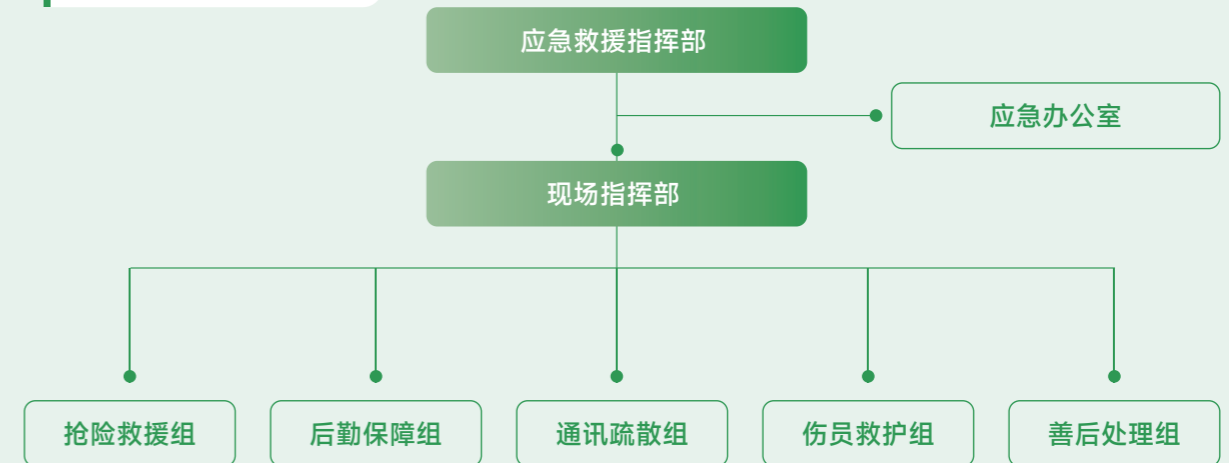 应急救援指挥部
应急办公室
现场指挥部
抢险救援组
后勤保障组
通讯疏散组
伤员救护组
善后处理组